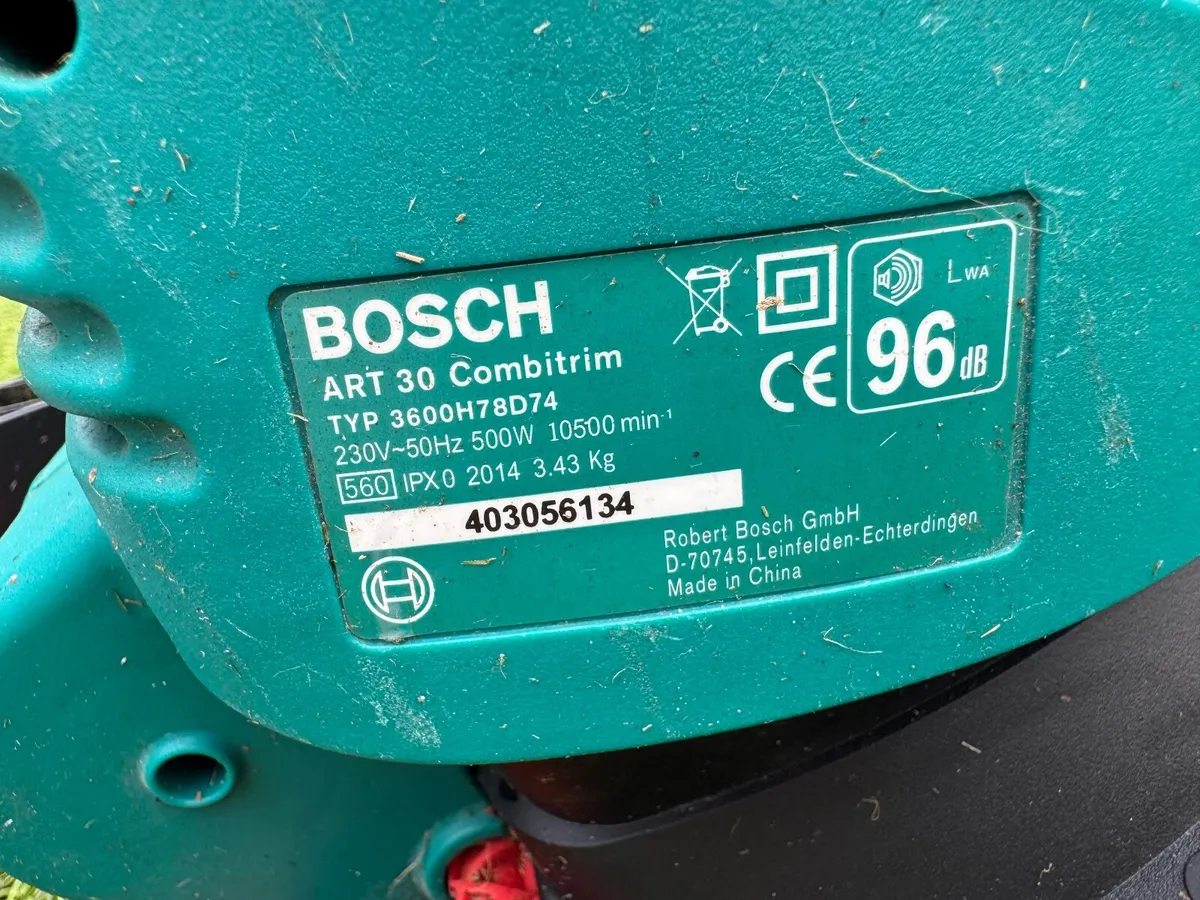 BOSCH
ART 30 Combitrim
TYP 3600H78D74
230V~50Hz 500W 10500 min⁻¹
560 IPX0 2014 3.43 Kg
403056134
CE
LWA
96 dB
Robert Bosch GmbH
D-70745, Leinfelden-Echterdingen
Made in China